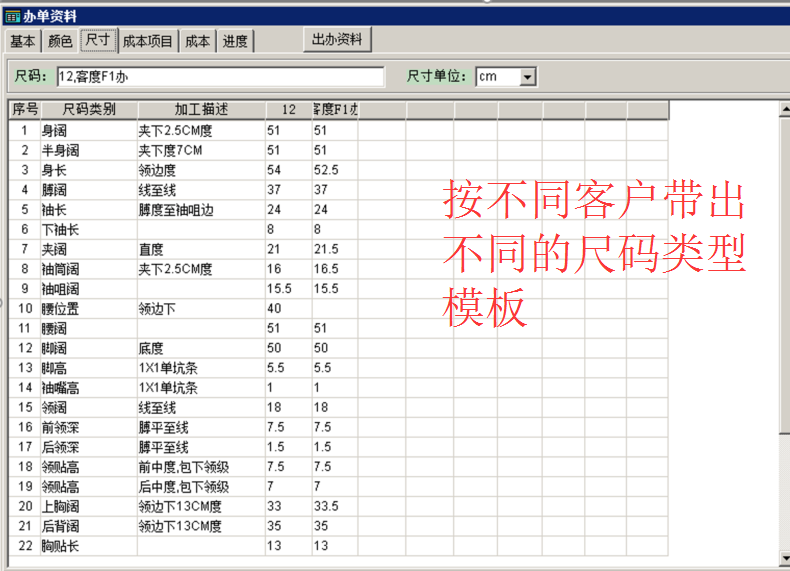 办单资料
基本 颜色 尺寸 成本项目 成本 进度 出办资料
尺码： 12,客度F1办 尺寸单位： cm
序号 尺码类别 加工描述 12 客度F1办
1 身阔 夹下2.5CM度 51 51
2 半身阔 夹下度7CM 51 51
3 身长 领边度 54 52.5
4 膊阔 线至线 37 37
5 袖长 膊度至袖咀边 24 24
6 下袖长 8 8
7 夹阔 直度 21 21.5
8 袖筒阔 夹下2.5CM度 16 16.5
9 袖咀阔 15.5 15.5
10 腰位置 领边下 40
11 腰阔 51 51
12 脚阔 底度 50 50
13 脚高 1X1单坑条 5.5 5.5
14 袖嘴高 1X1单坑条 1 1
15 领阔 线至线 18 18
16 前领深 膊平至线 7.5 7.5
17 后领深 膊平至线 1.5 1.5
18 领贴高 前中度,包下领级 7.5 7.5
19 领贴高 后中度,包下领级 7 7
20 上胸阔 领边下13CM度 33 33.5
21 后背阔 领边下13CM度 35 35
22 胸贴长 13 13
按不同客户带出
不同的尺码类型
模板